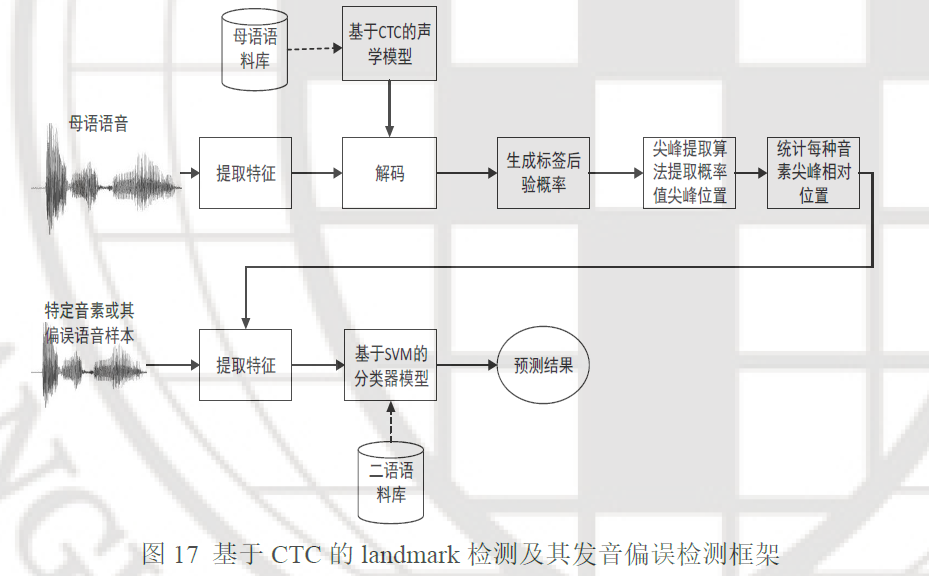 母语语
料库
基于CTC的声
学模型
母语语音
提取特征
解码
生成标签后
验概率
尖峰提取算
法提取概率
值尖峰位置
统计每种音
素尖峰相对
位置
特定音素或其
偏误语音样本
提取特征
基于SVM的
分类器模型
预测结果
二语语
料库
图 17 基于 CTC 的 landmark 检测及其发音偏误检测框架